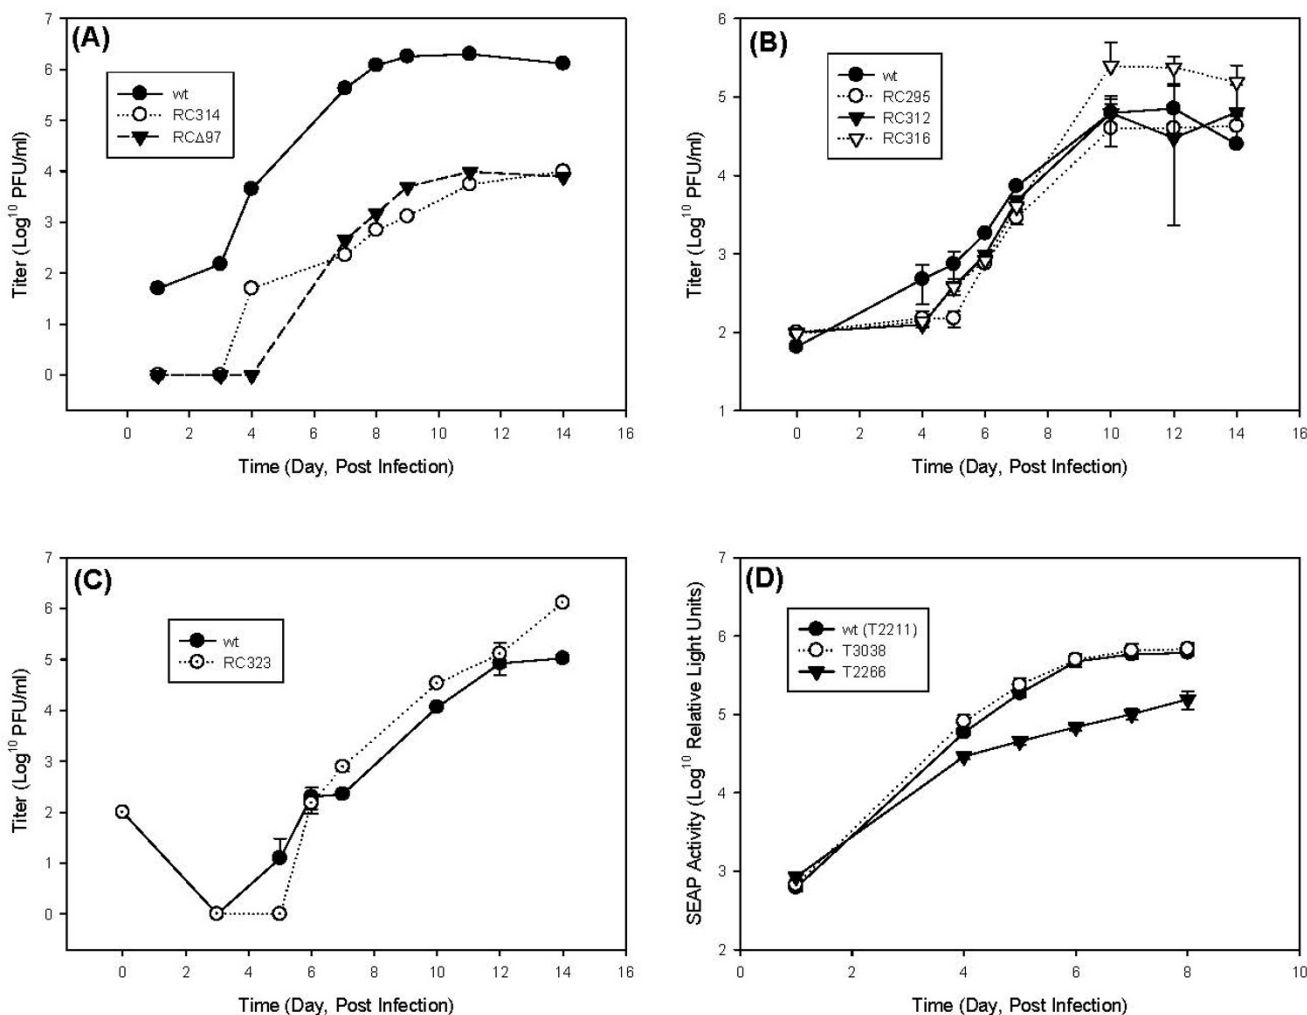 (A)
wt
RC314
RCΔ97
Titer (Log¹⁰ PFU/ml)
7
6
5
4
3
2
1
0
0 2 4 6 8 10 12 14 16
Time (Day, Post Infection)
(B)
wt
RC295
RC312
RC316
Titer (Log¹⁰ PFU/ml)
6
5
4
3
2
1
0 2 4 6 8 10 12 14 16
Time (Day, Post Infection)
(C)
wt
RC323
Titer (Log¹⁰ PFU/ml)
7
6
5
4
3
2
1
0
0 2 4 6 8 10 12 14 16
Time (Day, Post Infection)
(D)
wt (T2211)
T3038
T2266
SEAP Activity (Log¹⁰ Relative Light Units)
7
6
5
4
3
2
0 2 4 6 8 10
Time (Day, Post Infection)